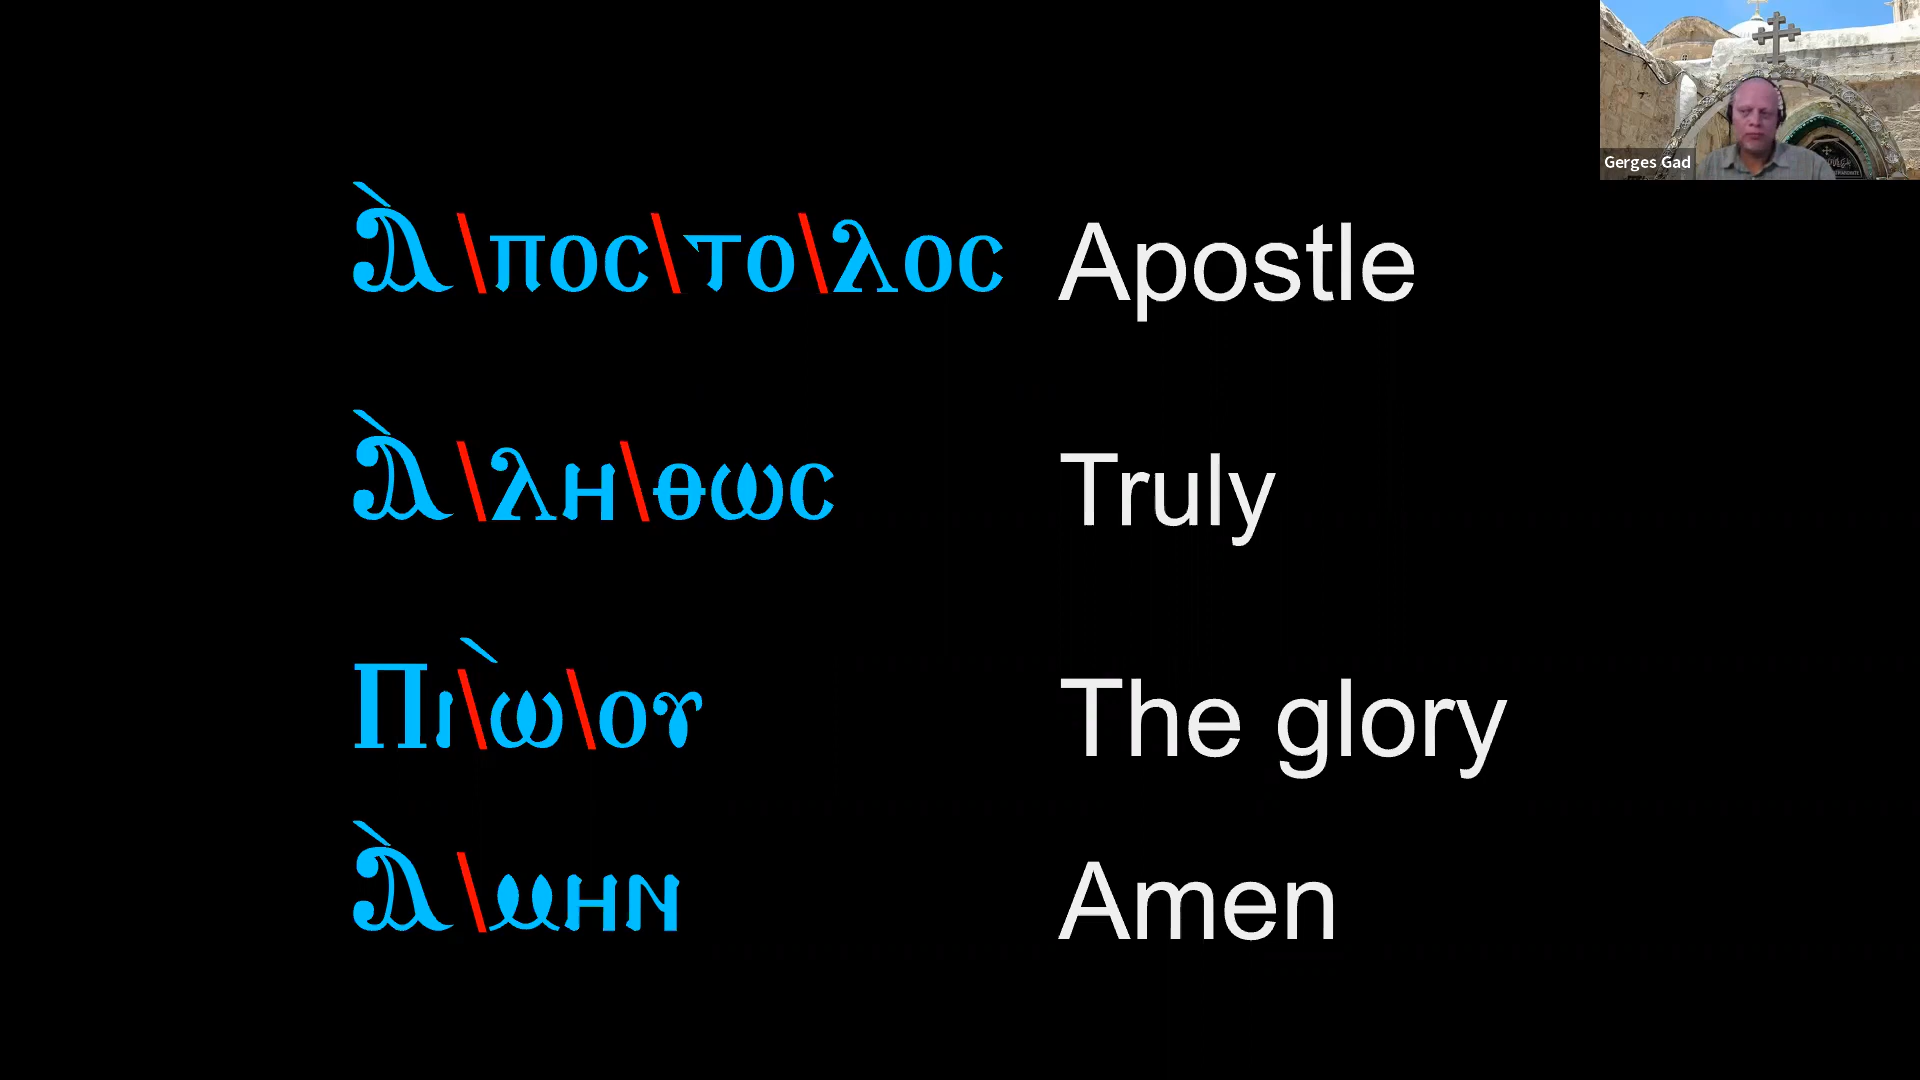 Gerges Gad
Ⲁ̀\ⲡⲟⲥ\ⲧⲟ\ⲗⲟⲥ Apostle
Ⲁ̀\ⲗⲏ\ⲑⲱⲥ Truly
Ⲡⲓ\ⲱ̀\ⲟⲩ The glory
Ⲁ̀\ⲙⲏⲛ Amen